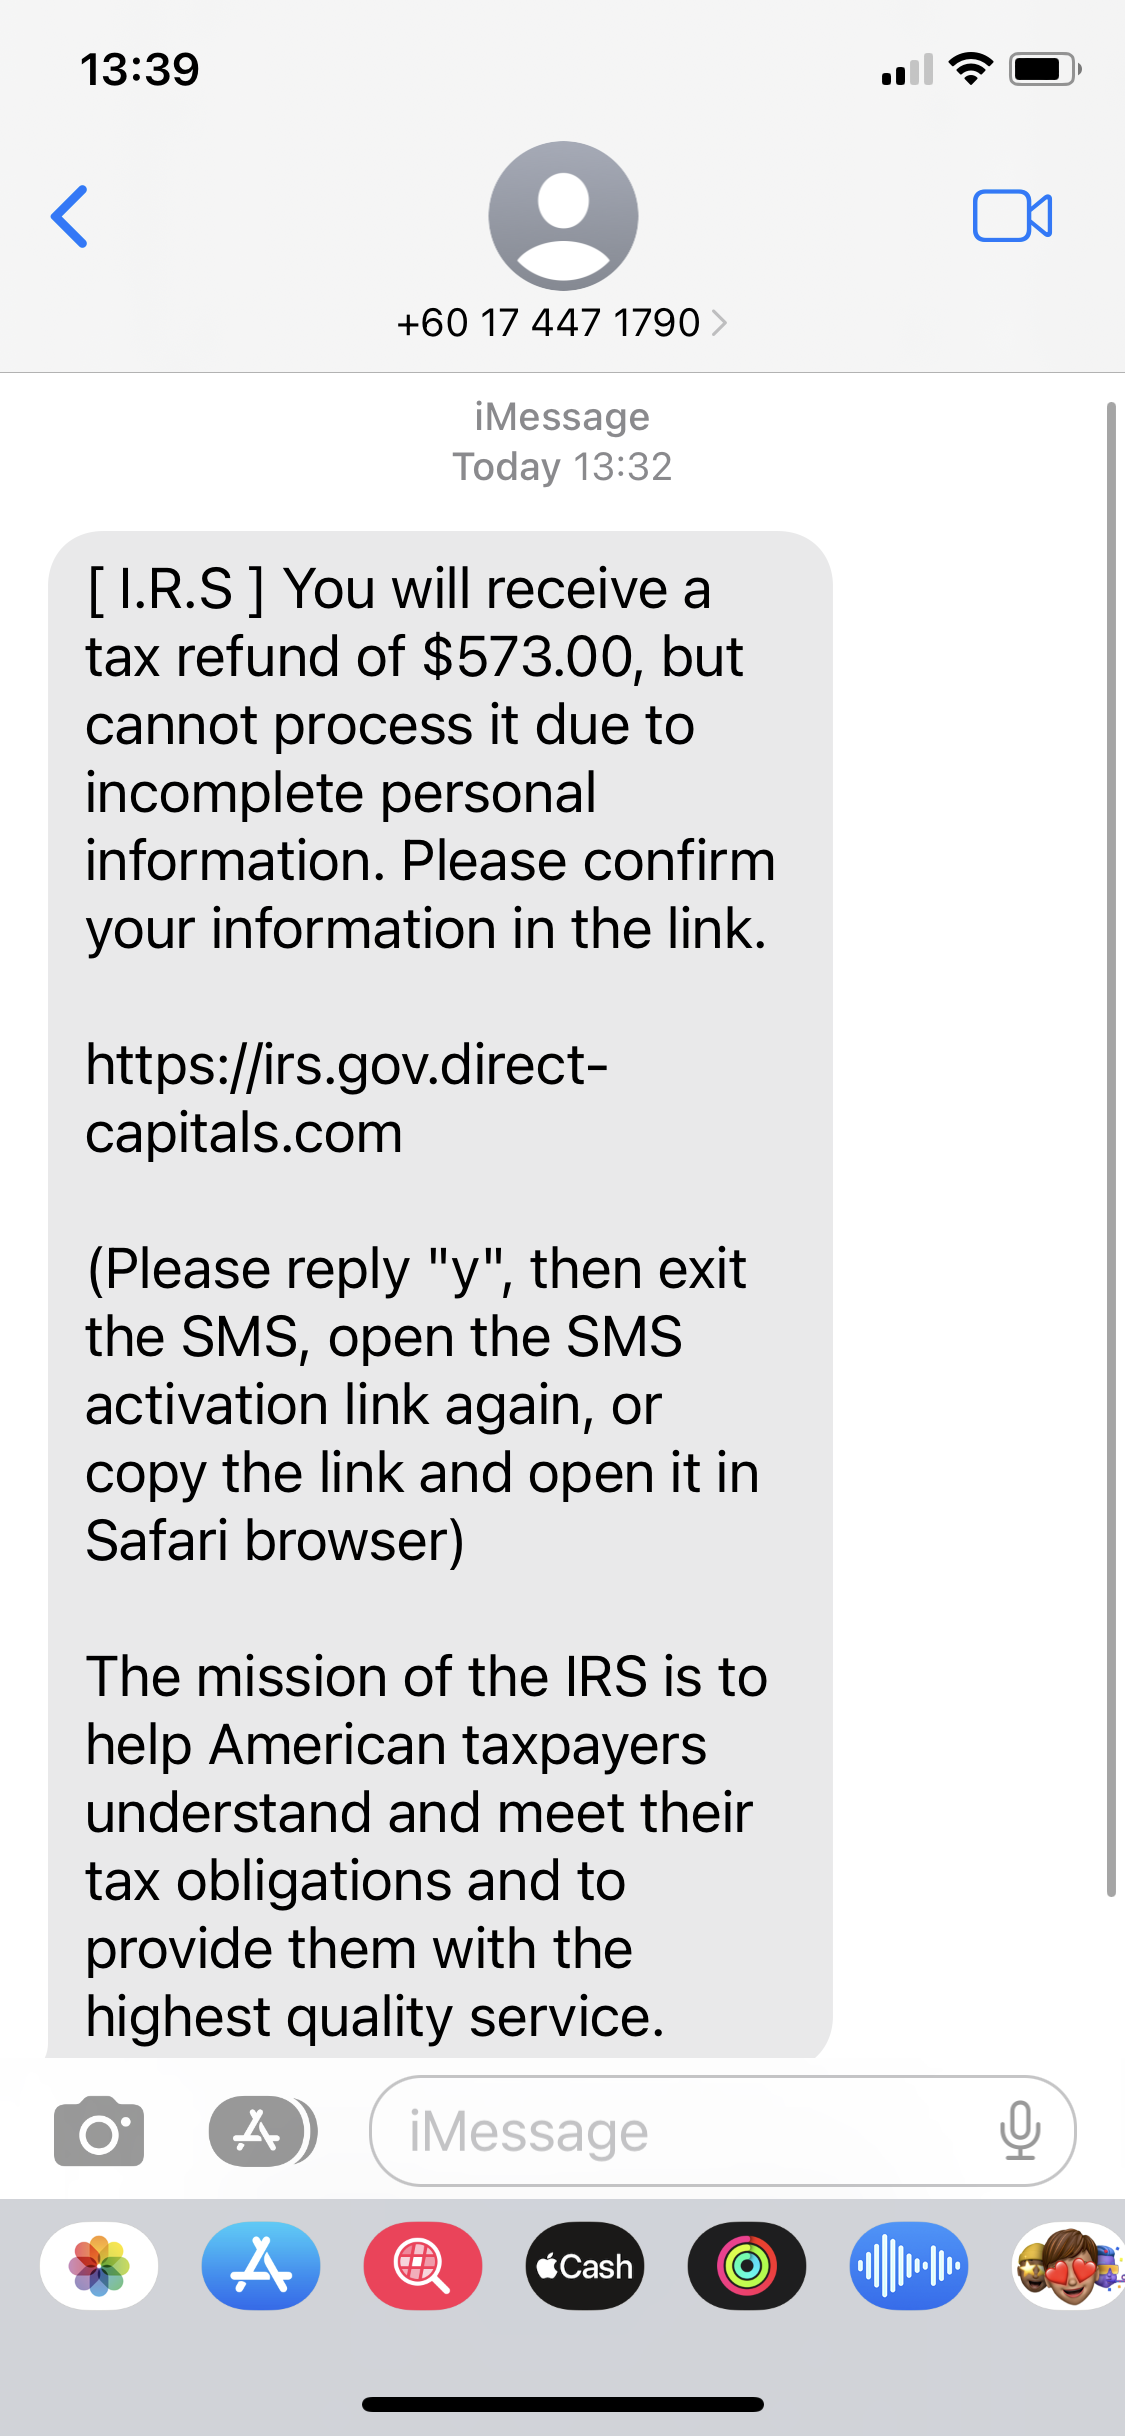 13:39
+60 17 447 1790
iMessage
Today 13:32
[ I.R.S ] You will receive a
tax refund of $573.00, but
cannot process it due to
incomplete personal
information. Please confirm
your information in the link.
https://irs.gov.direct-
capitals.com
(Please reply "y", then exit
the SMS, open the SMS
activation link again, or
copy the link and open it in
Safari browser)
The mission of the IRS is to
help American taxpayers
understand and meet their
tax obligations and to
provide them with the
highest quality service.
iMessage
Cash